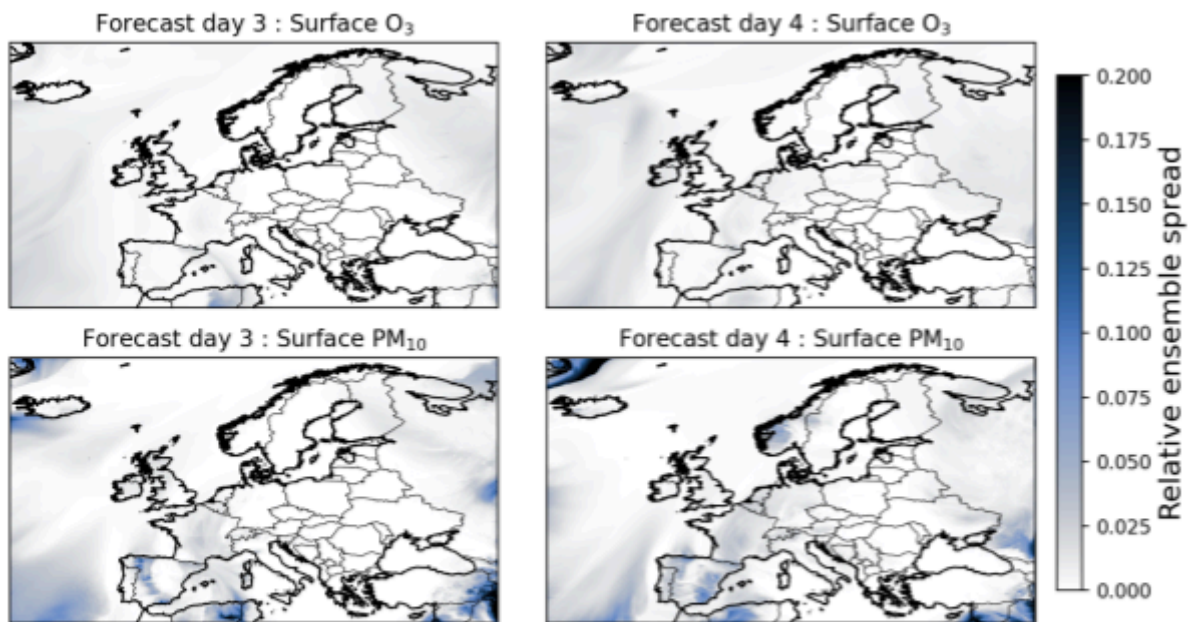 Forecast day 3 : Surface O₃
Forecast day 4 : Surface O₃
Forecast day 3 : Surface PM₁₀
Forecast day 4 : Surface PM₁₀
0.200
0.175
0.150
0.125
0.100
0.075
0.050
0.025
0.000
Relative ensemble spread